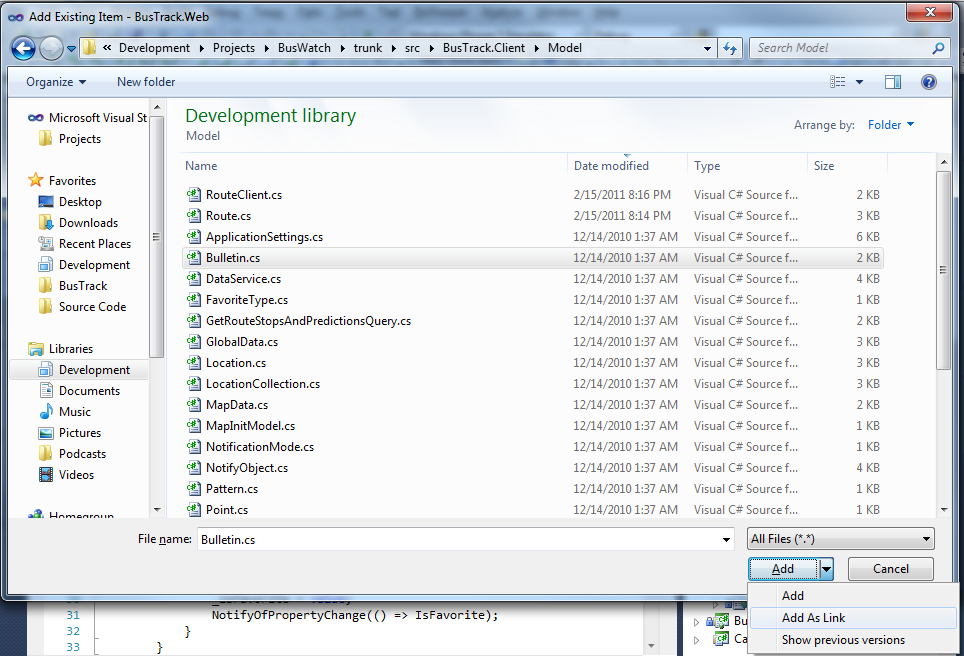 Add Existing Item - BusTrack.Web
« Development Projects BusWatch trunk src BusTrack.Client Model
Search Model
Organize New folder
Microsoft Visual St
Projects
Favorites
Desktop
Downloads
Recent Places
Development
BusTrack
Source Code
Libraries
Development
Documents
Music
Pictures
Podcasts
Videos
Homegroup
Development library
Model
Arrange by: Folder
Name Date modified Type Size
RouteClient.cs 2/15/2011 8:16 PM Visual C# Source f... 2 KB
Route.cs 2/15/2011 8:14 PM Visual C# Source f... 3 KB
ApplicationSettings.cs 12/14/2010 1:37 AM Visual C# Source f... 6 KB
Bulletin.cs 12/14/2010 1:37 AM Visual C# Source f... 2 KB
DataService.cs 12/14/2010 1:37 AM Visual C# Source f... 4 KB
FavoriteType.cs 12/14/2010 1:37 AM Visual C# Source f... 1 KB
GetRouteStopsAndPredictionsQuery.cs 12/14/2010 1:37 AM Visual C# Source f... 2 KB
GlobalData.cs 12/14/2010 1:37 AM Visual C# Source f... 3 KB
Location.cs 12/14/2010 1:37 AM Visual C# Source f... 3 KB
LocationCollection.cs 12/14/2010 1:37 AM Visual C# Source f... 3 KB
MapData.cs 12/14/2010 1:37 AM Visual C# Source f... 2 KB
MapInitModel.cs 12/14/2010 1:37 AM Visual C# Source f... 1 KB
NotificationMode.cs 12/14/2010 1:37 AM Visual C# Source f... 1 KB
NotifyObject.cs 12/14/2010 1:37 AM Visual C# Source f... 4 KB
Pattern.cs 12/14/2010 1:37 AM Visual C# Source f... 1 KB
Point.cs 12/14/2010 1:37 AM Visual C# Source f... 1 KB
File name: Bulletin.cs
All Files (*.*)
Add Cancel
Add
Add As Link
Show previous versions
31 NotifyOfPropertyChange(() => IsFavorite);
32 }
33 }
Bu
Ca